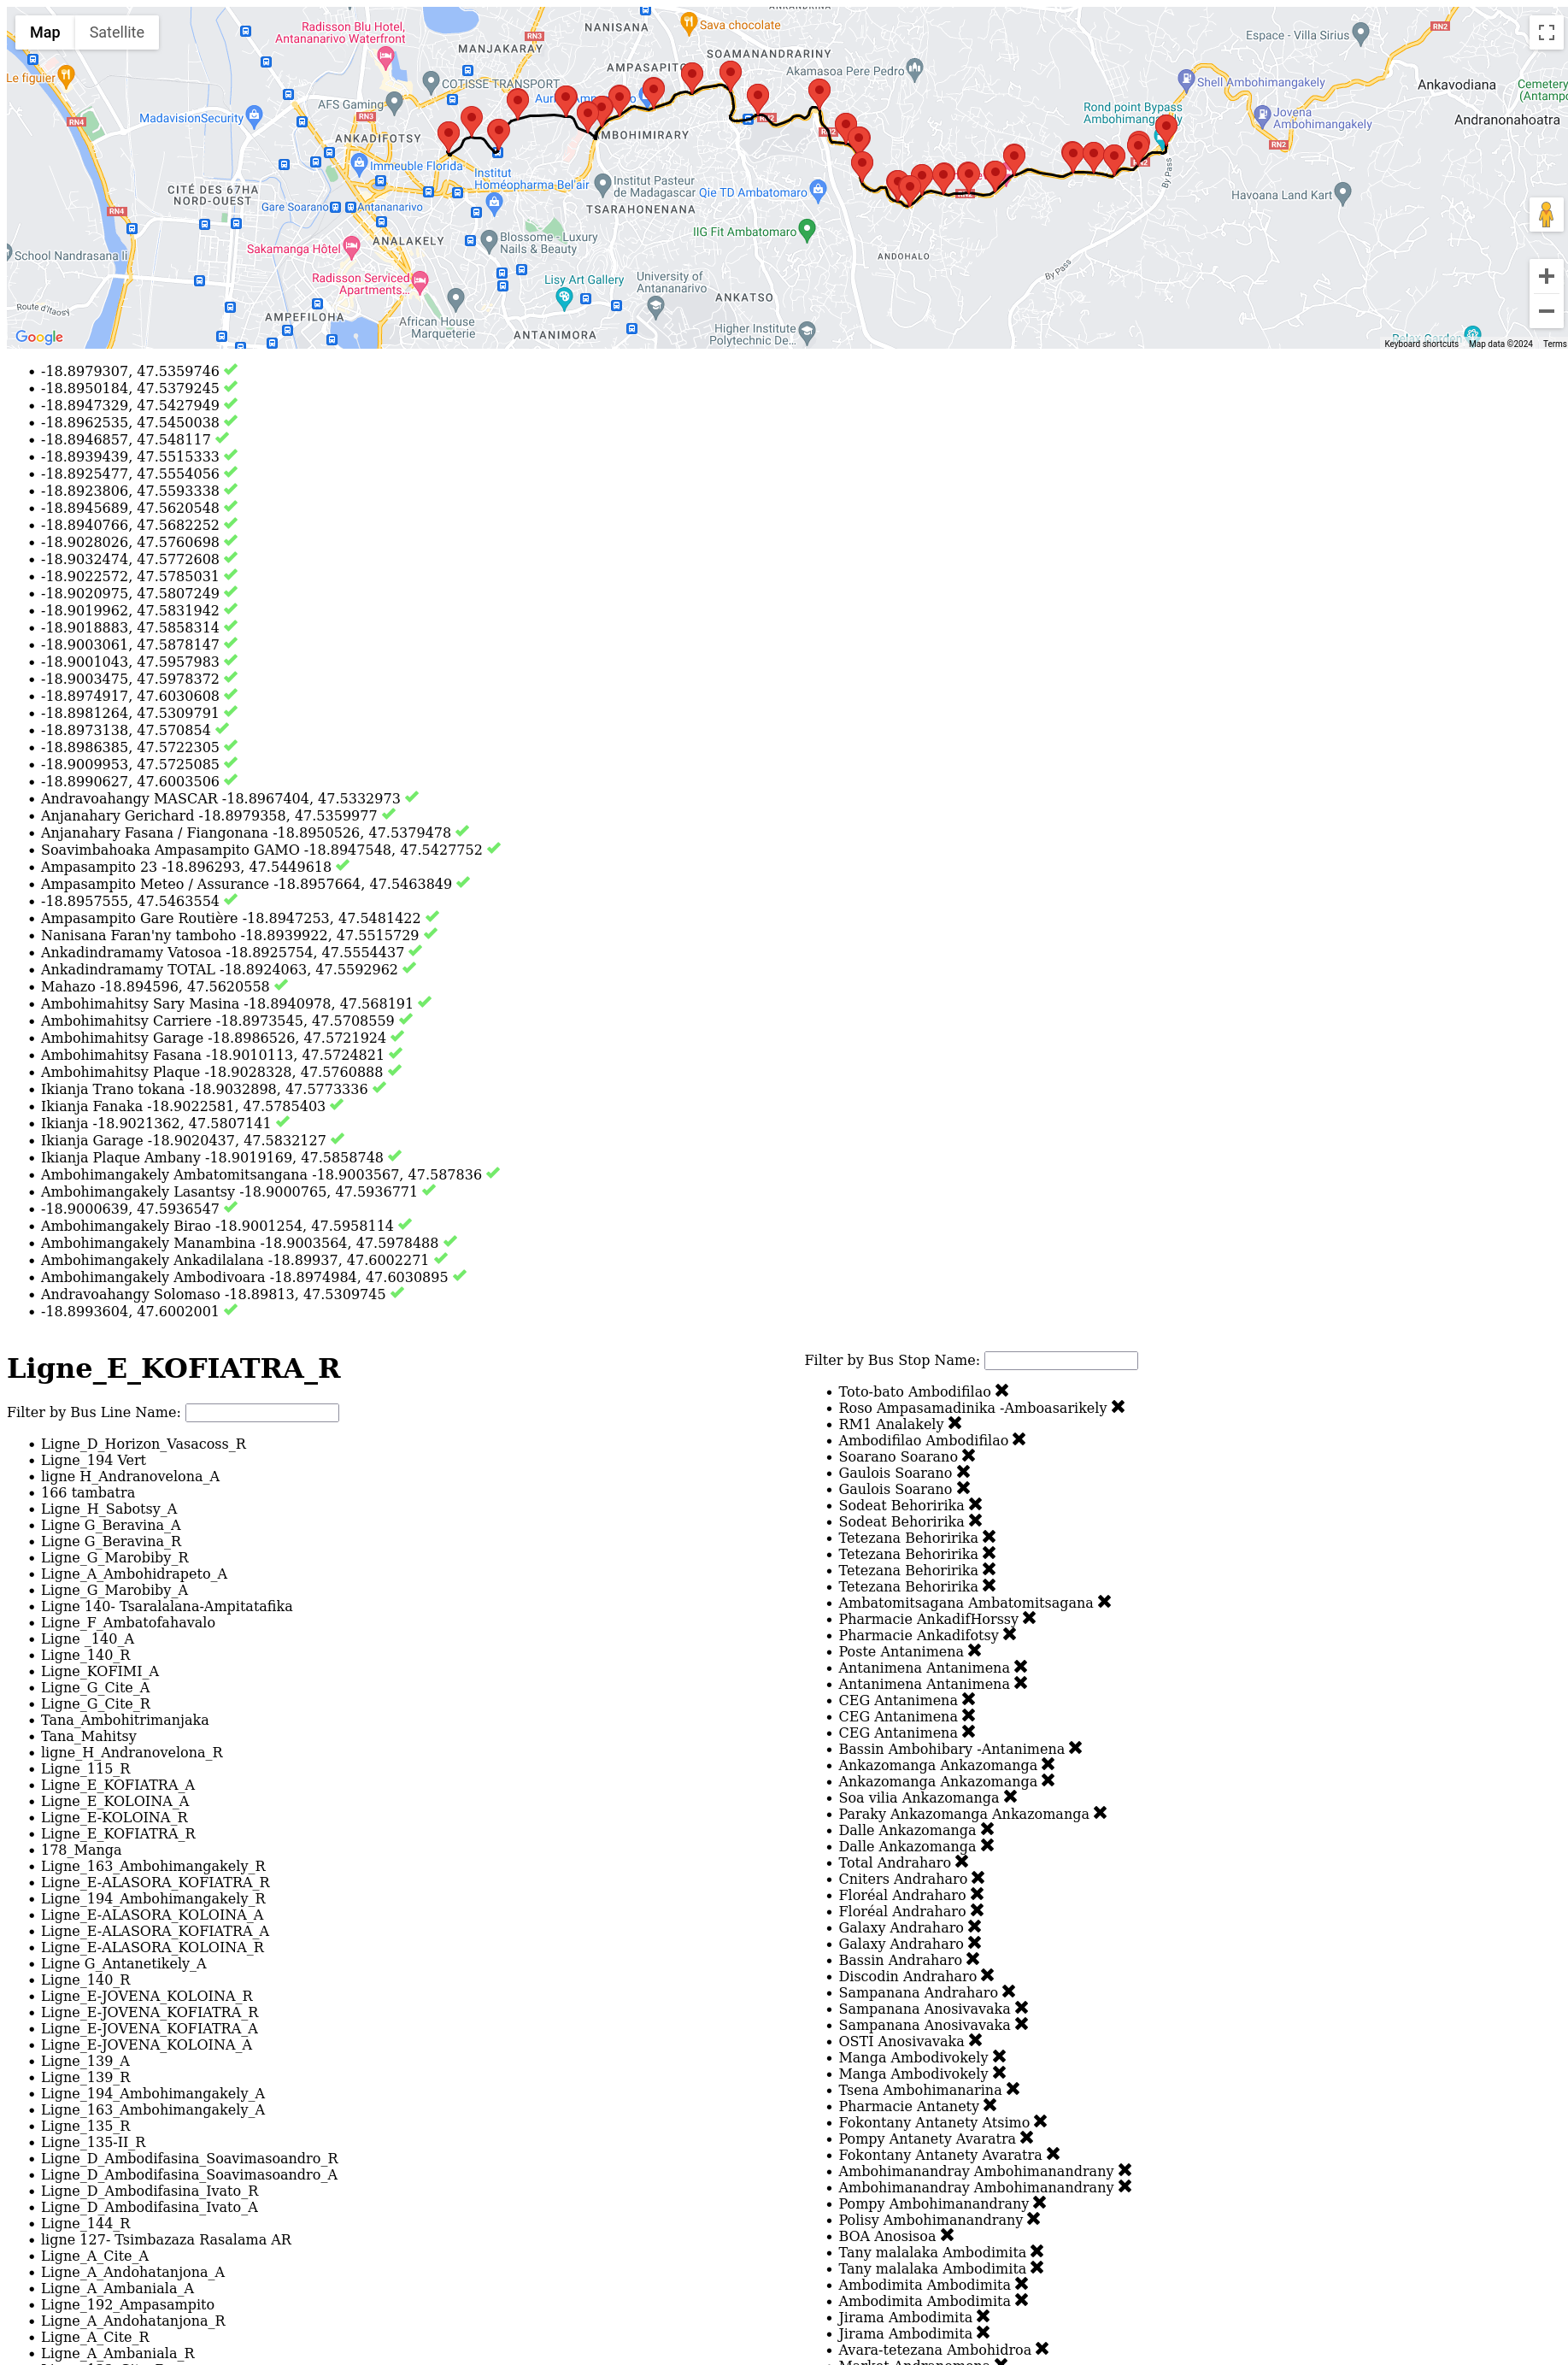 Map
Satellite
Radisson Blu Hotel,
Antananarivo Waterfront
MANJAKARAY
NANISANA
Sava chocolate
SOAMANANDRARINY
Espace - Villa Sirius
RN2
Le figuier
COTISSE TRANSPORT
AMPASAPITO
Akamasoa Pere Pedro
Shell Ambohimangakely
Ankavodiana
Cemetery
(Antampo
AFS Gaming
RN3
MadavisionSecurity
RN4
ANKADIFOTSY
AMBOHIMIRARY
RN2
RN2
Rond point Bypass
Ambohimangakely
Jovena
Ambohimangakely
Andranonahoatra
RN2
Immeuble Florida
Institut
Homéopharma Bel'air
Institut Pasteur
de Madagascar
Qie TD Ambatomaro
RN2
RN2
By Pass
Havoana Land Kart
CITÉ DES 67HA
NORD-OUEST
Gare Soarano
Antananarivo
TSARAHONENANA
RN4
Sakamanga Hôtel
ANALAKELY
Blossome - Luxury
Nails & Beauty
IIG Fit Ambatomaro
ANDOHALO
School Nandrasana li
Radisson Serviced
Apartments...
Lisy Art Gallery
University of
Antananarivo
By Pass
Route d'Itaosy
AMPEFILOHA
African House
Marqueterie
ANTANIMORA
ANKATSO
Higher Institute
Polytechnic De...
Relax Garden
Google
Keyboard shortcuts
Map data ©2024
Terms
-18.8979307, 47.5359746
-18.8950184, 47.5379245
-18.8947329, 47.5427949
-18.8962535, 47.5450038
-18.8946857, 47.548117
-18.8939439, 47.5515333
-18.8925477, 47.5554056
-18.8923806, 47.5593338
-18.8945689, 47.5620548
-18.8940766, 47.5682252
-18.9028026, 47.5760698
-18.9032474, 47.5772608
-18.9022572, 47.5785031
-18.9020975, 47.5807249
-18.9019962, 47.5831942
-18.9018883, 47.5858314
-18.9003061, 47.5878147
-18.9001043, 47.5957983
-18.9003475, 47.5978372
-18.8974917, 47.6030608
-18.8981264, 47.5309791
-18.8973138, 47.570854
-18.8986385, 47.5722305
-18.9009953, 47.5725085
-18.8990627, 47.6003506
Andravoahangy MASCAR -18.8967404, 47.5332973
Anjanahary Gerichard -18.8979358, 47.5359977
Anjanahary Fasana / Fiangonana -18.8950526, 47.5379478
Soavimbahoaka Ampasampito GAMO -18.8947548, 47.5427752
Ampasampito 23 -18.896293, 47.5449618
Ampasampito Meteo / Assurance -18.8957664, 47.5463849
-18.8957555, 47.5463554
Ampasampito Gare Routière -18.8947253, 47.5481422
Nanisana Faran'ny tamboho -18.8939922, 47.5515729
Ankadindramamy Vatosoa -18.8925754, 47.5554437
Ankadindramamy TOTAL -18.8924063, 47.5592962
Mahazo -18.894596, 47.5620558
Ambohimahitsy Sary Masina -18.8940978, 47.568191
Ambohimahitsy Carriere -18.8973545, 47.5708559
Ambohimahitsy Garage -18.8986526, 47.5721924
Ambohimahitsy Fasana -18.9010113, 47.5724821
Ambohimahitsy Plaque -18.9028328, 47.5760888
Ikianja Trano tokana -18.9032898, 47.5773336
Ikianja Fanaka -18.9022581, 47.5785403
Ikianja -18.9021362, 47.5807141
Ikianja Garage -18.9020437, 47.5832127
Ikianja Plaque Ambany -18.9019169, 47.5858748
Ambohimangakely Ambatomitsangana -18.9003567, 47.587836
Ambohimangakely Lasantsy -18.9000765, 47.5936771
-18.9000639, 47.5936547
Ambohimangakely Birao -18.9001254, 47.5958114
Ambohimangakely Manambina -18.9003564, 47.5978488
Ambohimangakely Ankadilalana -18.89937, 47.6002271
Ambohimangakely Ambodivoara -18.8974984, 47.6030895
Andravoahangy Solomaso -18.89813, 47.5309745
-18.8993604, 47.6002001
Ligne_E_KOFIATRA_R
Filter by Bus Line Name:
Ligne_D_Horizon_Vasacoss_R
Ligne_194 Vert
ligne H_Andranovelona_A
166 tambatra
Ligne_H_Sabotsy_A
Ligne G_Beravina_A
Ligne G_Beravina_R
Ligne_G_Marobiby_R
Ligne_A_Ambohidrapeto_A
Ligne_G_Marobiby_A
Ligne 140- Tsaralalana-Ampitatafika
Ligne_F_Ambatofahavalo
Ligne _140_A
Ligne_140_R
Ligne_KOFIMI_A
Ligne_G_Cite_A
Ligne_G_Cite_R
Tana_Ambohitrimanjaka
Tana_Mahitsy
ligne_H_Andranovelona_R
Ligne_115_R
Ligne_E_KOFIATRA_A
Ligne_E_KOLOINA_A
Ligne_E-KOLOINA_R
Ligne_E_KOFIATRA_R
178_Manga
Ligne_163_Ambohimangakely_R
Ligne_E-ALASORA_KOFIATRA_R
Ligne_194_Ambohimangakely_R
Ligne_E-ALASORA_KOLOINA_A
Ligne_E-ALASORA_KOFIATRA_A
Ligne_E-ALASORA_KOLOINA_R
Ligne G_Antanetikely_A
Ligne_140_R
Ligne_E-JOVENA_KOLOINA_R
Ligne_E-JOVENA_KOFIATRA_R
Ligne_E-JOVENA_KOFIATRA_A
Ligne_E-JOVENA_KOLOINA_A
Ligne_139_A
Ligne_139_R
Ligne_194_Ambohimangakely_A
Ligne_163_Ambohimangakely_A
Ligne_135_R
Ligne_135-II_R
Ligne_D_Ambodifasina_Soavimasoandro_R
Ligne_D_Ambodifasina_Soavimasoandro_A
Ligne_D_Ambodifasina_Ivato_R
Ligne_D_Ambodifasina_Ivato_A
Ligne_144_R
ligne 127- Tsimbazaza Rasalama AR
Ligne_A_Cite_A
Ligne_A_Andohatanjona_A
Ligne_A_Ambaniala_A
Ligne_192_Ampasampito
Ligne_A_Andohatanjona_R
Ligne_A_Cite_R
Ligne_A_Ambaniala_R
Filter by Bus Stop Name:
Toto-bato Ambodifilao
Roso Ampasamadinika -Amboasarikely
RM1 Analakely
Ambodifilao Ambodifilao
Soarano Soarano
Gaulois Soarano
Gaulois Soarano
Sodeat Behoririka
Sodeat Behoririka
Tetezana Behoririka
Tetezana Behoririka
Tetezana Behoririka
Tetezana Behoririka
Ambatomitsagana Ambatomitsagana
Pharmacie AnkadifHorssy
Pharmacie Ankadifotsy
Poste Antanimena
Antanimena Antanimena
Antanimena Antanimena
CEG Antanimena
CEG Antanimena
CEG Antanimena
Bassin Ambohibary -Antanimena
Ankazomanga Ankazomanga
Ankazomanga Ankazomanga
Soa vilia Ankazomanga
Paraky Ankazomanga Ankazomanga
Dalle Ankazomanga
Dalle Ankazomanga
Total Andraharo
Cniters Andraharo
Floréal Andraharo
Floréal Andraharo
Galaxy Andraharo
Galaxy Andraharo
Bassin Andraharo
Discodin Andraharo
Sampanana Andraharo
Sampanana Anosivavaka
Sampanana Anosivavaka
OSTI Anosivavaka
Manga Ambodivokely
Manga Ambodivokely
Tsena Ambohimanarina
Pharmacie Antanety
Fokontany Antanety Atsimo
Pompy Antanety Avaratra
Fokontany Antanety Avaratra
Ambohimanandray Ambohimanandrany
Ambohimanandray Ambohimanandrany
Pompy Ambohimanandrany
Polisy Ambohimanandrany
BOA Anosisoa
Tany malalaka Ambodimita
Tany malalaka Ambodimita
Ambodimita Ambodimita
Ambodimita Ambodimita
Jirama Ambodimita
Jirama Ambodimita
Avara-tetezana Ambohidroa